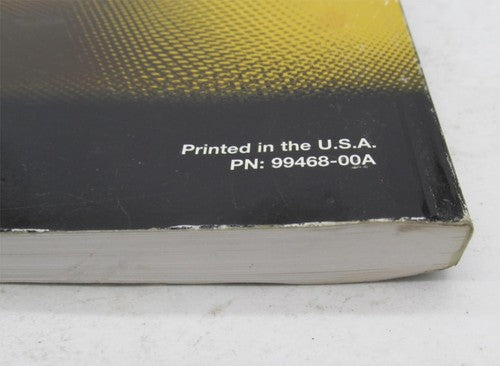 Printed in the U.S.A.
PN: 99468-00A